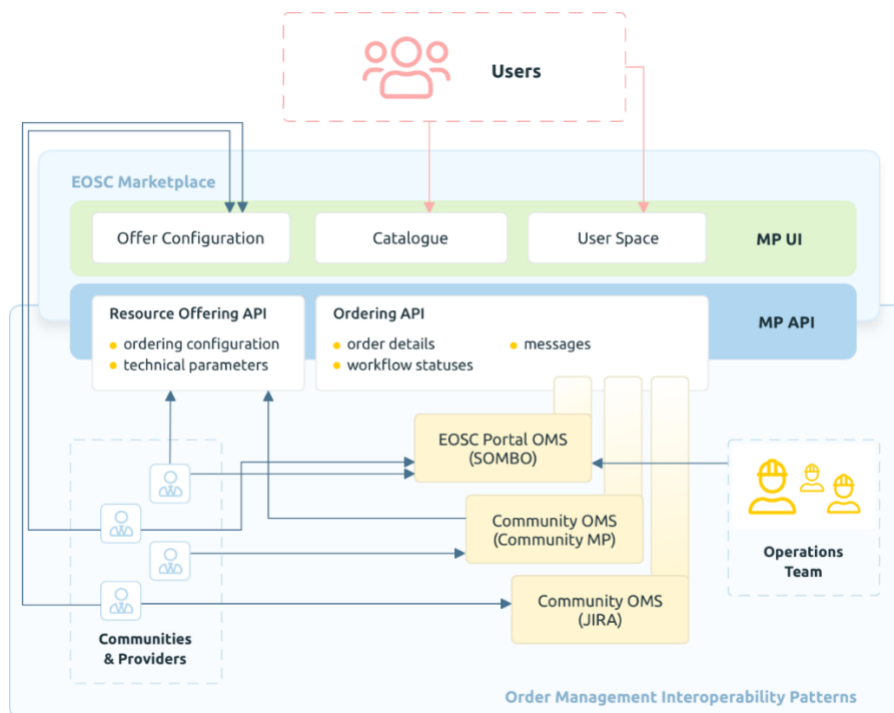 Users
EOSC Marketplace
Offer Configuration
Catalogue
User Space
MP UI
Resource Offering API
ordering configuration
technical parameters
Ordering API
order details
messages
workflow statuses
MP API
EOSC Portal OMS
(SOMBO)
Community OMS
(Community MP)
Operations
Team
Community OMS
(JIRA)
Communities
& Providers
Order Management Interoperability Patterns